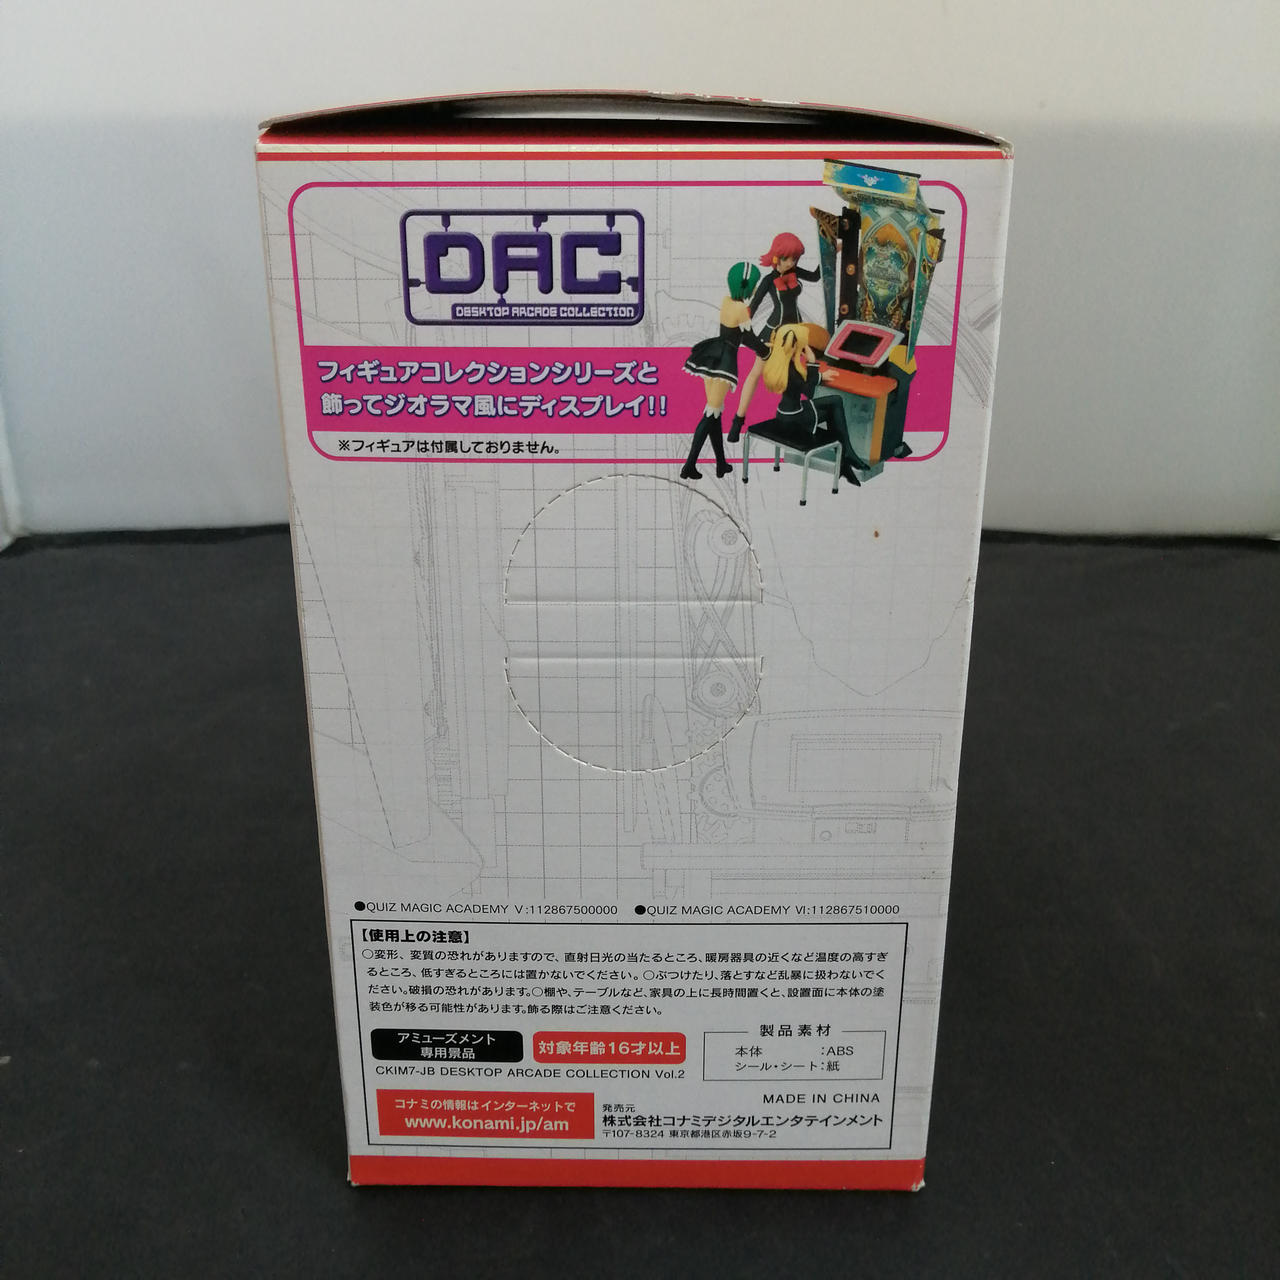 DAC
DESKTOP ARCADE COLLECTION
フィギュアコレクションシリーズと
飾ってジオラマ風にディスプレイ!!
※フィギュアは付属しておりません。
●QUIZ MAGIC ACADEMY V:112867500000 ●QUIZ MAGIC ACADEMY VI:112867510000
【使用上の注意】
○変形、変質の恐れがありますので、直射日光の当たるところ、暖房器具の近くなど温度の高すぎ
るところ、低すぎるところには置かないでください。○ぶつけたり、落とすなど乱暴に扱わないでく
ださい。破損の恐れがあります。○棚や、テーブルなど、家具の上に長時間置くと、設置面に本体の塗
装色が移る可能性があります。飾る際はご注意ください。
アミューズメント
専用景品
対象年齢16才以上
CKIM7-JB DESKTOP ARCADE COLLECTION Vol.2
製品素材
本体 :ABS
シール・シート:紙
MADE IN CHINA
コナミの情報はインターネットで
www.konami.jp/am
発売元
株式会社コナミデジタルエンタテインメント
〒107-8324 東京都港区赤坂9-7-2